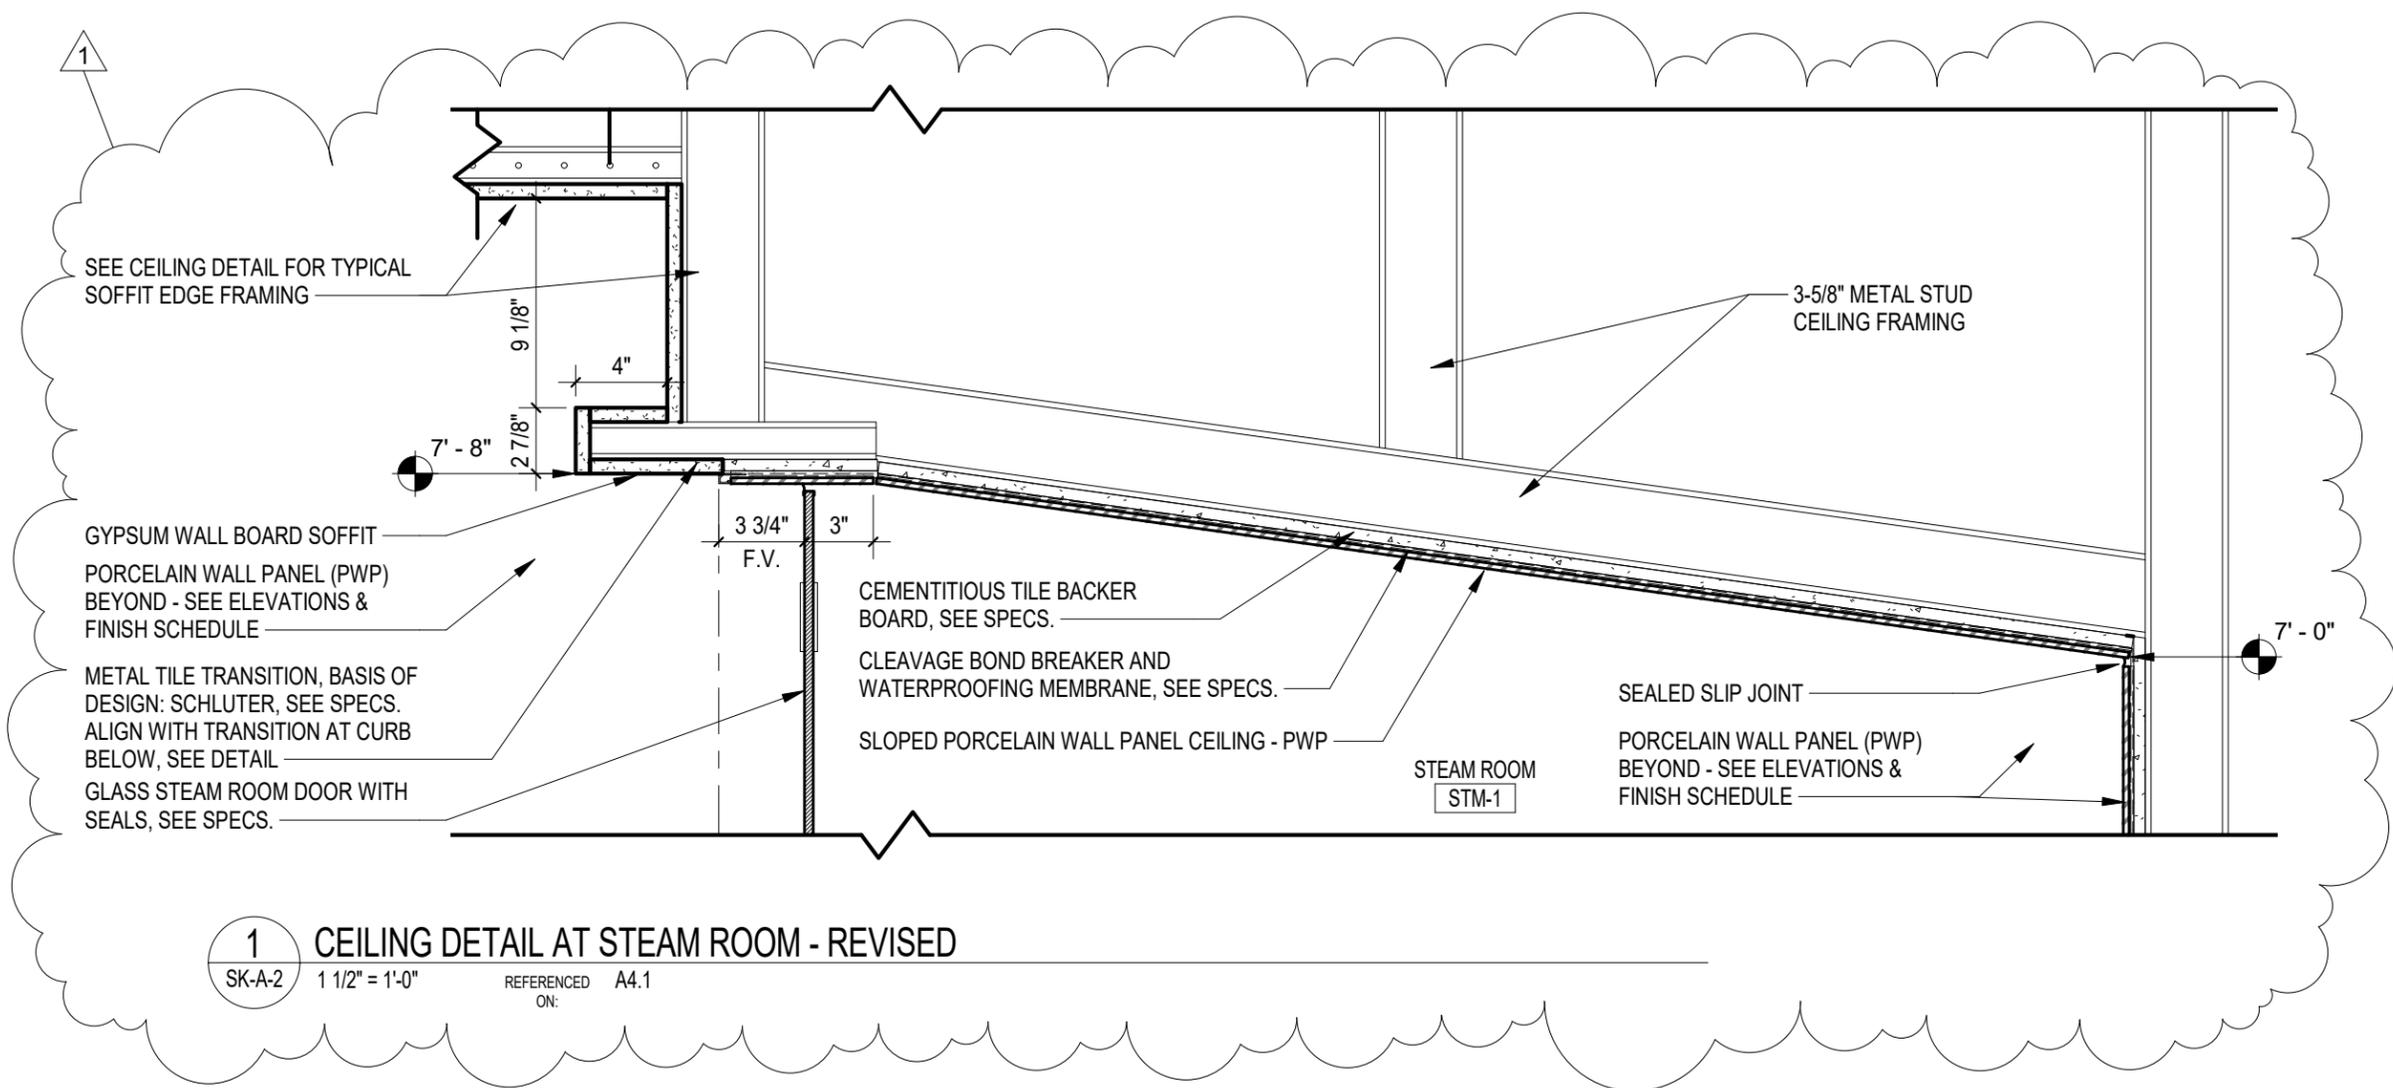 1
SEE CEILING DETAIL FOR TYPICAL
SOFFIT EDGE FRAMING
9 1/8"
4"
2 7/8"
7' - 8"
3-5/8" METAL STUD
CEILING FRAMING
GYPSUM WALL BOARD SOFFIT
PORCELAIN WALL PANEL (PWP)
BEYOND - SEE ELEVATIONS &
FINISH SCHEDULE
METAL TILE TRANSITION, BASIS OF
DESIGN: SCHLUTER, SEE SPECS.
ALIGN WITH TRANSITION AT CURB
BELOW, SEE DETAIL
GLASS STEAM ROOM DOOR WITH
SEALS, SEE SPECS.
3 3/4"
F.V.
3"
CEMENTITIOUS TILE BACKER
BOARD, SEE SPECS.
CLEAVAGE BOND BREAKER AND
WATERPROOFING MEMBRANE, SEE SPECS.
SLOPED PORCELAIN WALL PANEL CEILING - PWP
STEAM ROOM
STM-1
7' - 0"
SEALED SLIP JOINT
PORCELAIN WALL PANEL (PWP)
BEYOND - SEE ELEVATIONS &
FINISH SCHEDULE
1
SK-A-2
CEILING DETAIL AT STEAM ROOM - REVISED
1 1/2" = 1'-0"
REFERENCED
ON:
A4.1